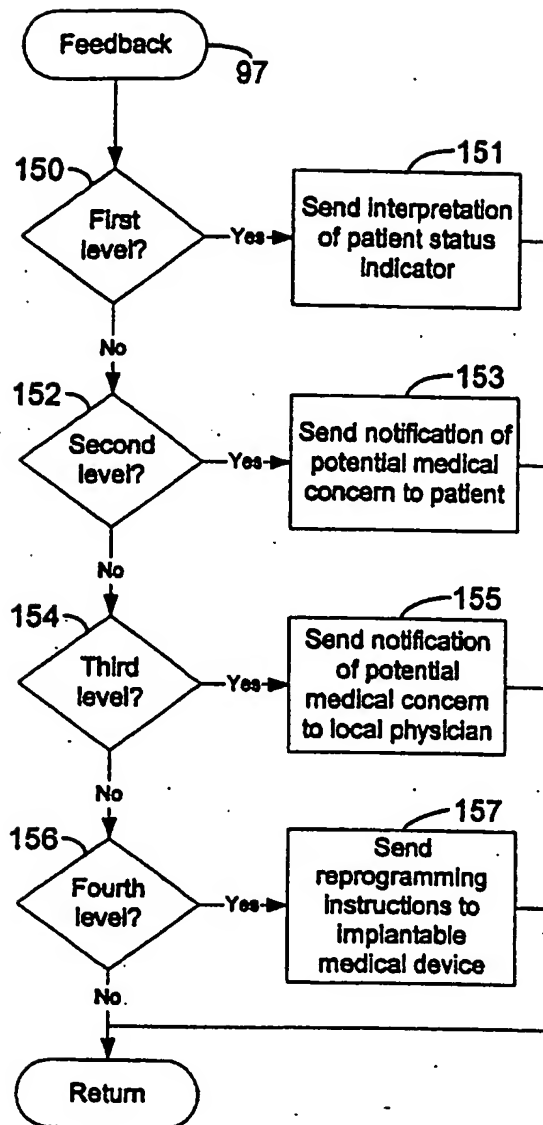 Feedback
97
150
151
First
level?
Yes
Send interpretation
of patient status
indicator
No
152
153
Second
level?
Yes
Send notification of
potential medical
concern to patient
No
154
155
Third
level?
Yes
Send notification
of potential
medical concern
to local physician
No
156
157
Fourth
level?
Yes
Send
reprogramming
instructions to
implantable
medical device
No
Return